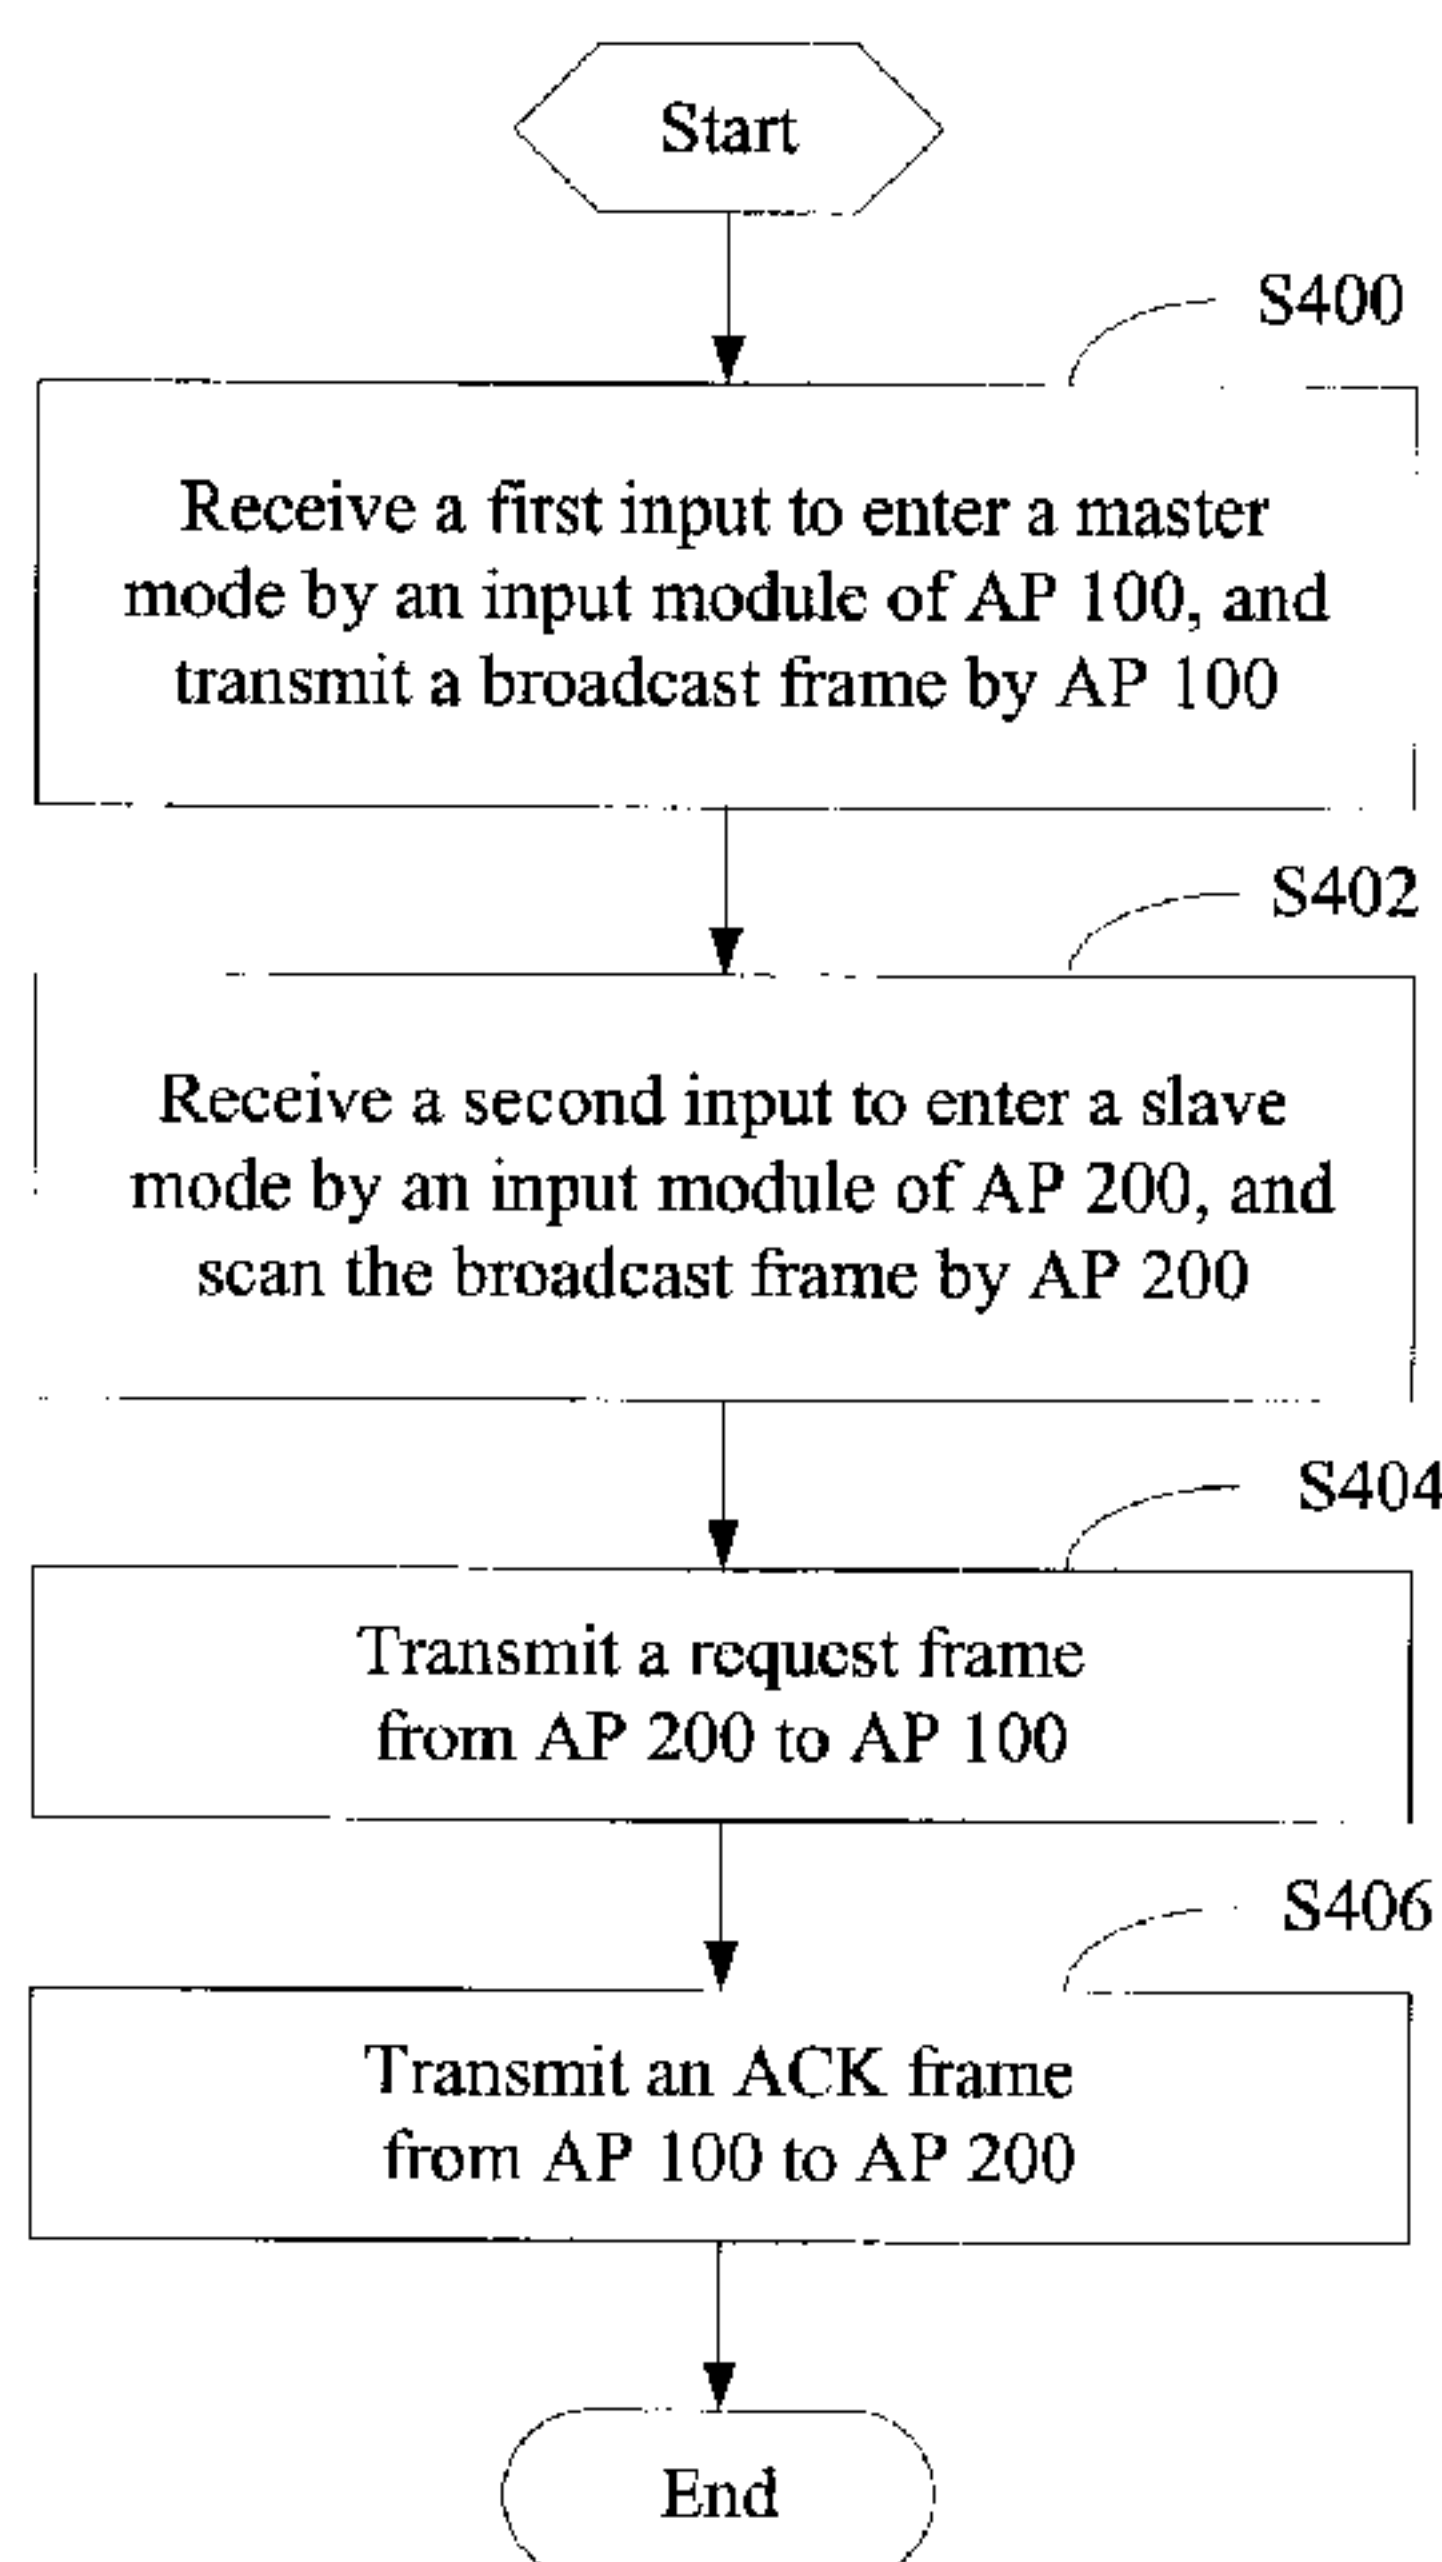 Start
S400
Receive a first input to enter a master
mode by an input module of AP 100, and
transmit a broadcast frame by AP 100
S402
Receive a second input to enter a slave
mode by an input module of AP 200, and
scan the broadcast frame by AP 200
S404
Transmit a request frame
from AP 200 to AP 100
S406
Transmit an ACK frame
from AP 100 to AP 200
End